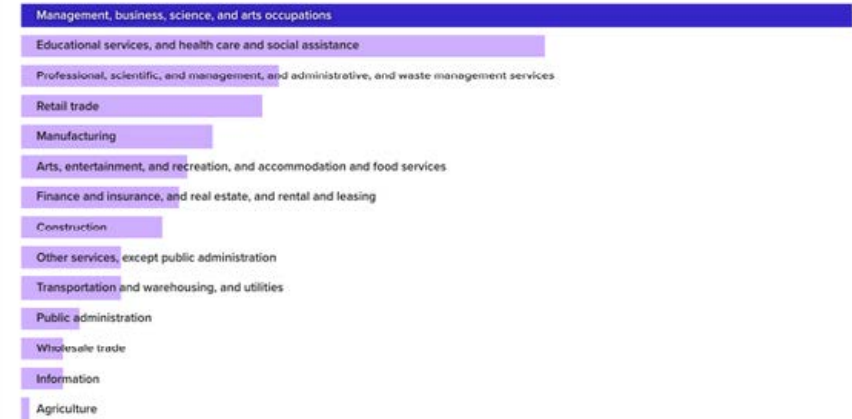 Management, business, science, and arts occupations
Educational services, and health care and social assistance
Professional, scientific, and management, and administrative, and waste management services
Retail trade
Manufacturing
Arts, entertainment, and recreation, and accommodation and food services
Finance and insurance, and real estate, and rental and leasing
Construction
Other services, except public administration
Transportation and warehousing, and utilities
Public administration
Wholesale trade
Information
Agriculture